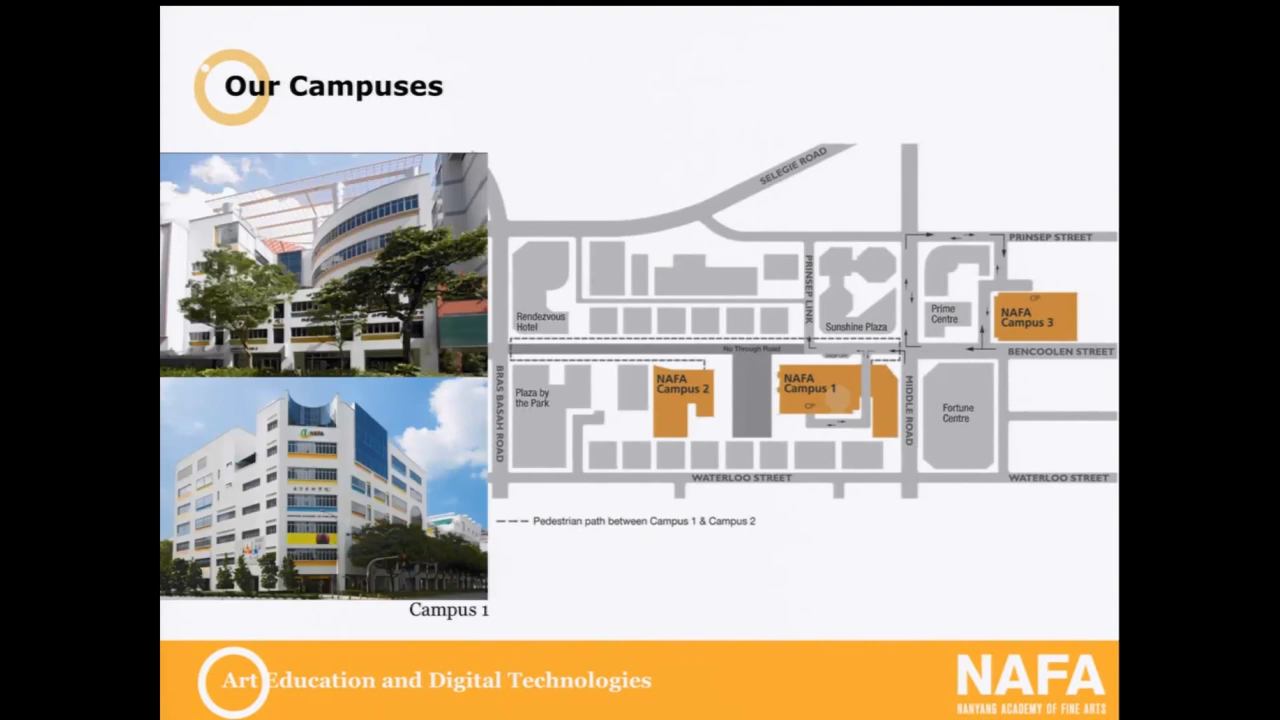 Our Campuses
SELEGIE ROAD
PRINSEP STREET
PRINSEP LINK
Rendezvous
Hotel
Sunshine Plaza
Prime
Centre
CP
NAFA
Campus 3
No Through Road
BENCOOLEN STREET
BRAS BASAH ROAD
Plaza by
the Park
NAFA
Campus 2
NAFA
Campus 1
CP
MIDDLE ROAD
Fortune
Centre
WATERLOO STREET
WATERLOO STREET
Pedestrian path between Campus 1 & Campus 2
NAFA
Campus 1
Art Education and Digital Technologies
NAFA
NANYANG ACADEMY OF FINE ARTS